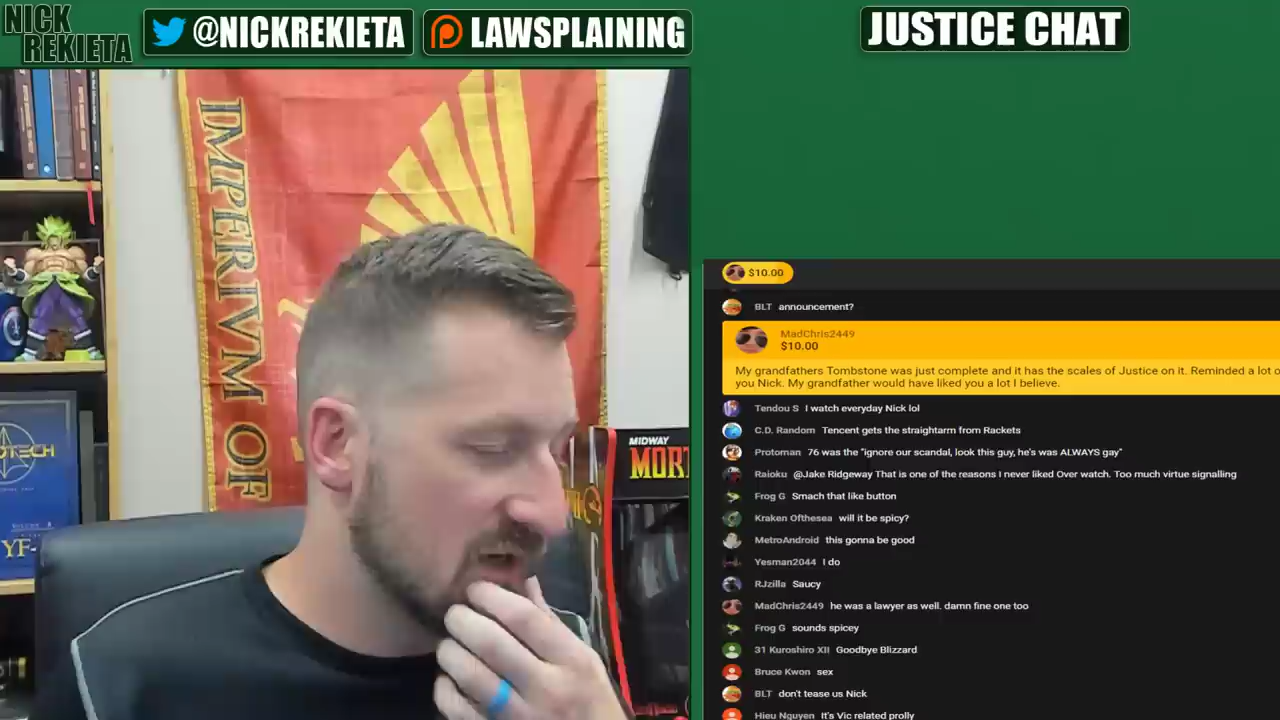 NICK
REKIETA
@NICKREKIETA
LAWSPLAINING
JUSTICE CHAT
IMPERIVM OF
MIDWAY
MORT
OTECH
YF-
$10.00
BLT announcement?
MadChris2449
$10.00
My grandfathers Tombstone was just complete and it has the scales of Justice on it. Reminded a lot o
you Nick. My grandfather would have liked you a lot I believe.
Tendou S I watch everyday Nick lol
C.D. Random Tencent gets the straightarm from Rackets
Protoman 76 was the "ignore our scandal, look this guy, he's was ALWAYS gay"
Raioku @Jake Ridgeway That is one of the reasons I never liked Over watch. Too much virtue signalling
Frog G Smach that like button
Kraken Ofthesea will it be spicy?
MetroAndroid this gonna be good
Yesman2044 I do
RJzilla Saucy
MadChris2449 he was a lawyer as well. damn fine one too
Frog G sounds spicey
31 Kuroshiro XII Goodbye Blizzard
Bruce Kwon sex
BLT don't tease us Nick
Hieu Nguyen It's Vic related prolly